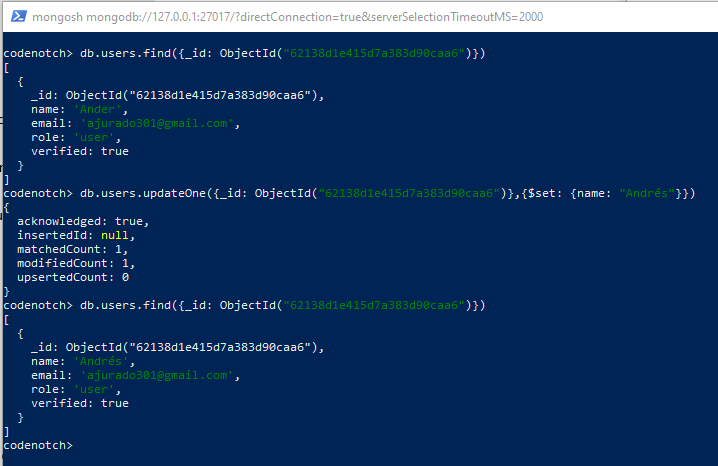 mongosh mongodb://127.0.0.1:27017/?directConnection=true&serverSelectionTimeoutMS=2000
codenotch> db.users.find({_id: ObjectId("62138d1e415d7a383d90caa6")})
[
  {
    _id: ObjectId("62138d1e415d7a383d90caa6"),
    name: 'Ander',
    email: 'ajurado301@gmail.com',
    role: 'user',
    verified: true
  }
]
codenotch> db.users.updateOne({_id: ObjectId("62138d1e415d7a383d90caa6")},{$set: {name: "Andrés"}})
{
  acknowledged: true,
  insertedId: null,
  matchedCount: 1,
  modifiedCount: 1,
  upsertedCount: 0
}
codenotch> db.users.find({_id: ObjectId("62138d1e415d7a383d90caa6")})
[
  {
    _id: ObjectId("62138d1e415d7a383d90caa6"),
    name: 'Andrés',
    email: 'ajurado301@gmail.com',
    role: 'user',
    verified: true
  }
]
codenotch>